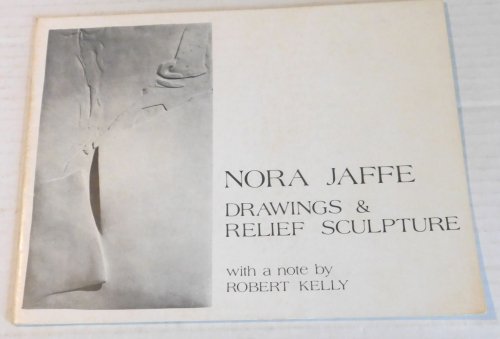 NORA JAFFE
DRAWINGS &
RELIEF SCULPTURE
with a note by
ROBERT KELLY